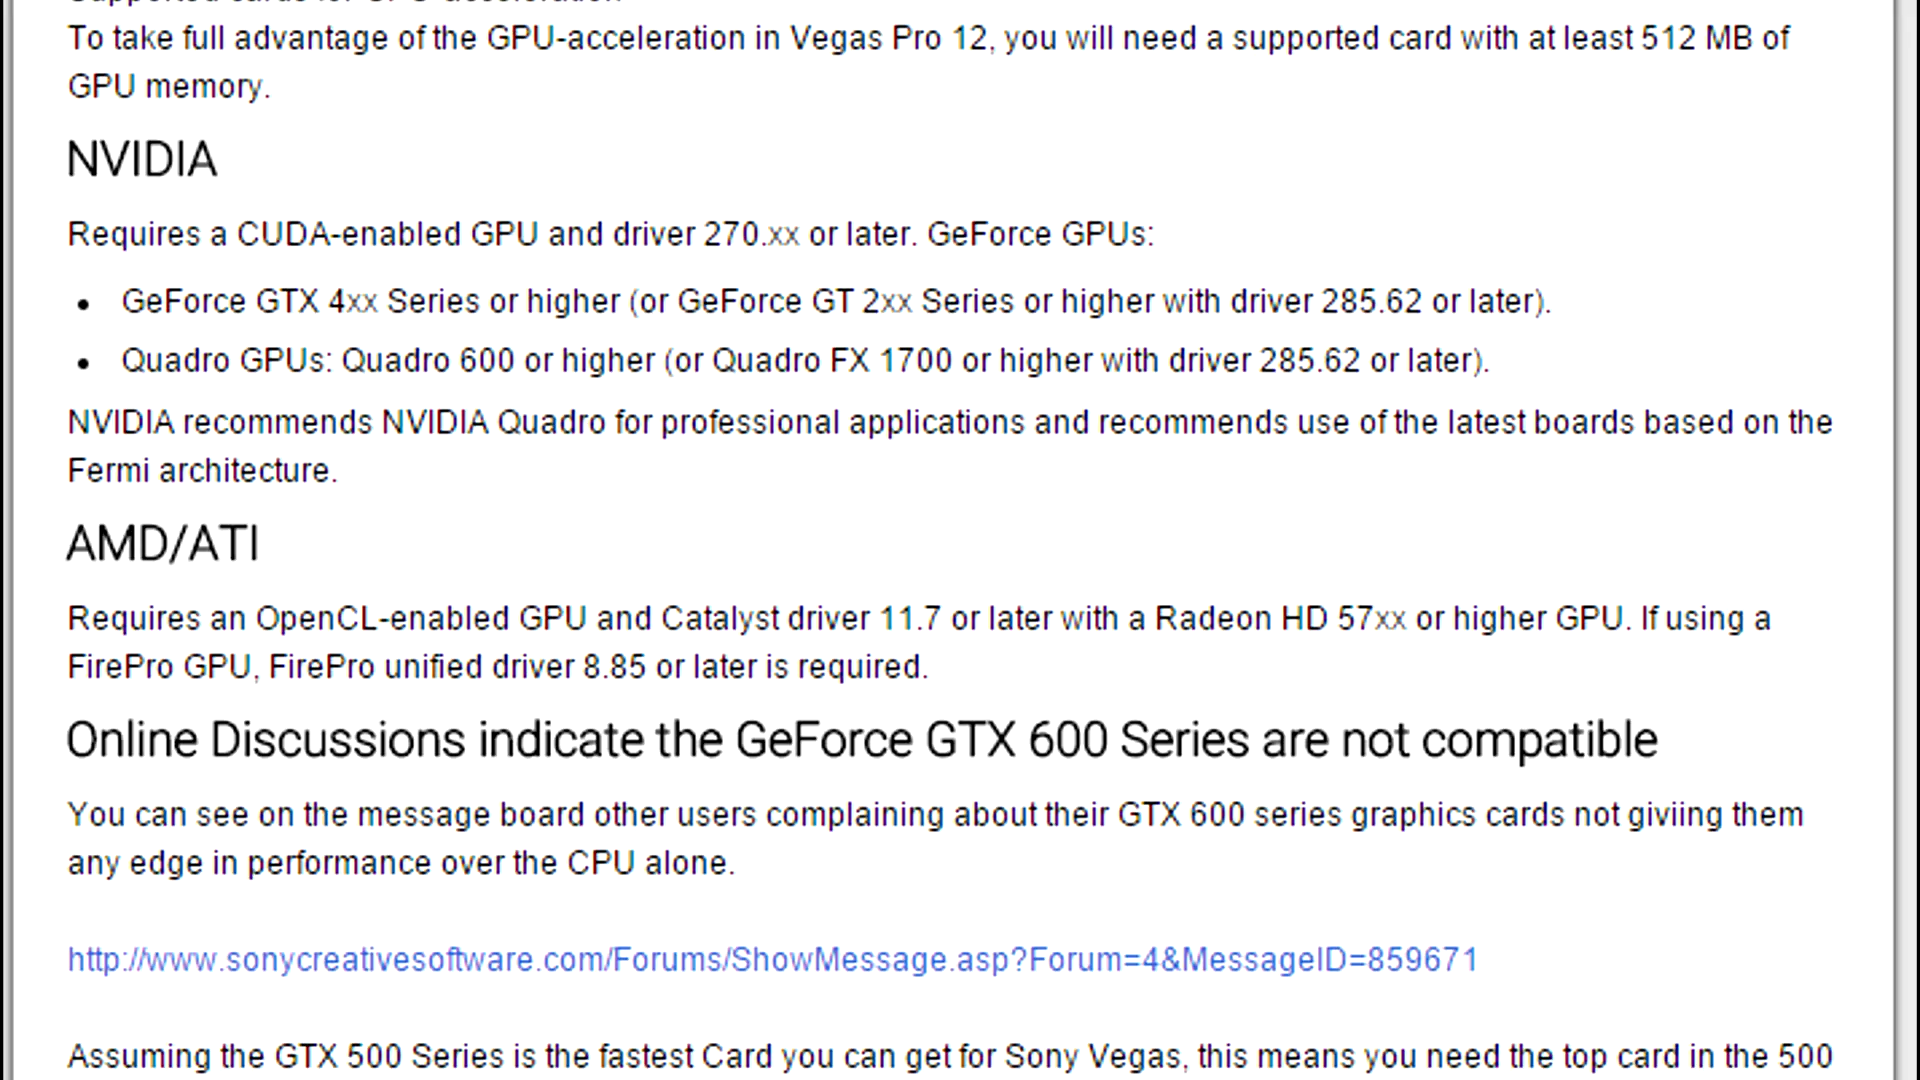 Supported cards for GPU-acceleration
To take full advantage of the GPU-acceleration in Vegas Pro 12, you will need a supported card with at least 512 MB of
GPU memory.
NVIDIA
Requires a CUDA-enabled GPU and driver 270.xx or later. GeForce GPUs:
• GeForce GTX 4xx Series or higher (or GeForce GT 2xx Series or higher with driver 285.62 or later).
• Quadro GPUs: Quadro 600 or higher (or Quadro FX 1700 or higher with driver 285.62 or later).
NVIDIA recommends NVIDIA Quadro for professional applications and recommends use of the latest boards based on the
Fermi architecture.
AMD/ATI
Requires an OpenCL-enabled GPU and Catalyst driver 11.7 or later with a Radeon HD 57xx or higher GPU. If using a
FirePro GPU, FirePro unified driver 8.85 or later is required.
Online Discussions indicate the GeForce GTX 600 Series are not compatible
You can see on the message board other users complaining about their GTX 600 series graphics cards not giviing them
any edge in performance over the CPU alone.
http://www.sonycreativesoftware.com/Forums/ShowMessage.asp?Forum=4&MessageID=859671
Assuming the GTX 500 Series is the fastest Card you can get for Sony Vegas, this means you need the top card in the 500